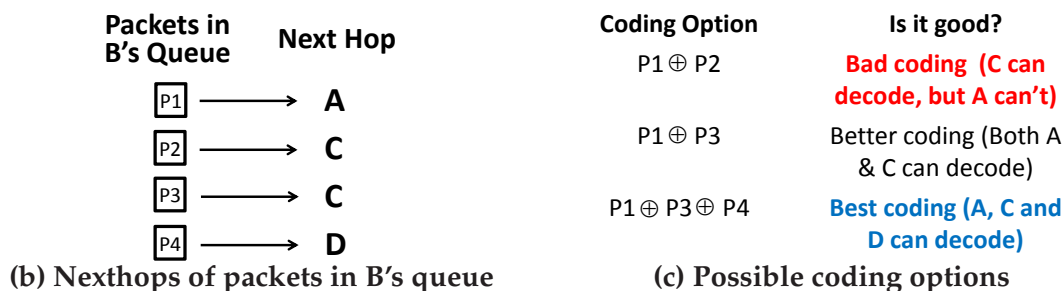 Packets in
B's Queue
Next Hop
P1 A
P2 C
P3 C
P4 D
(b) Nexthops of packets in B's queue
Coding Option Is it good?
P1 ⊕ P2 Bad coding (C can
decode, but A can't)
P1 ⊕ P3 Better coding (Both A
& C can decode)
P1 ⊕ P3 ⊕ P4 Best coding (A, C and
D can decode)
(c) Possible coding options